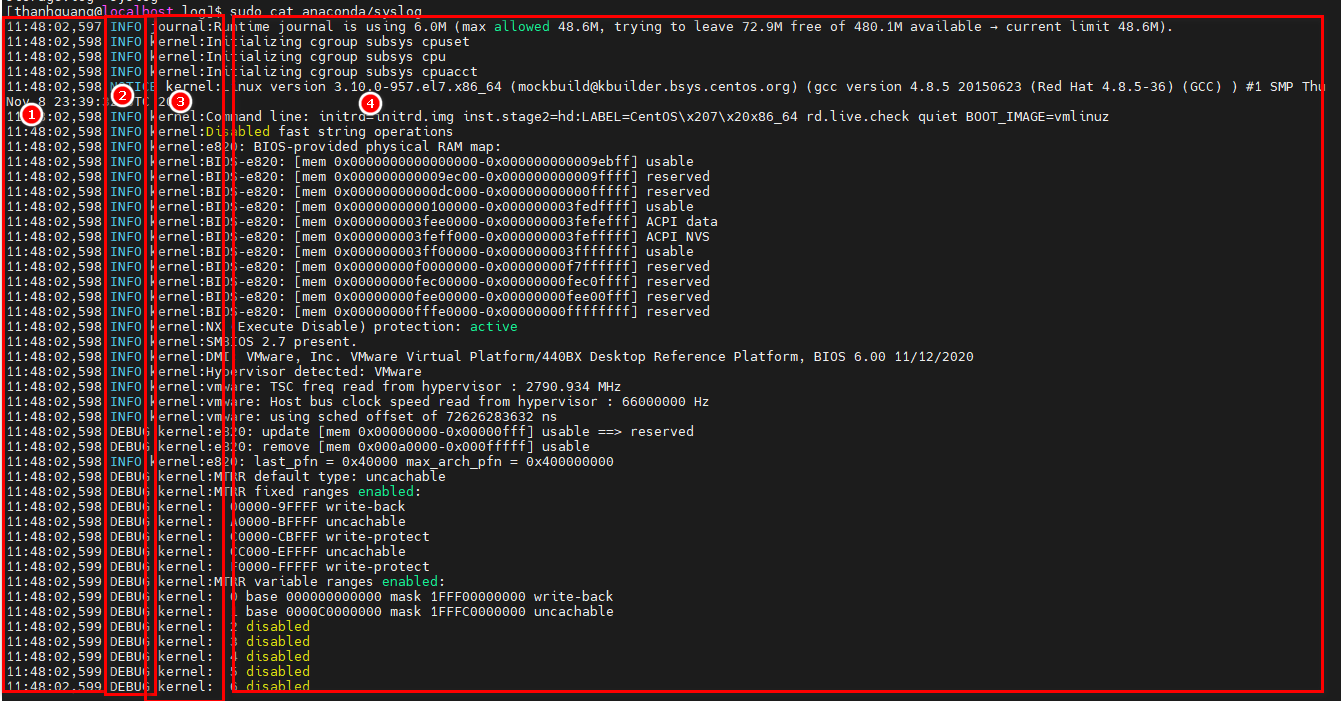 [thanhquang@localhost log]$ sudo cat anaconda/syslog
11:48:02,597 INFO journal:Runtime journal is using 6.0M (max allowed 48.6M, trying to leave 72.9M free of 480.1M available → current limit 48.6M).
11:48:02,598 INFO kernel:Initializing cgroup subsys cpuset
11:48:02,598 INFO kernel:Initializing cgroup subsys cpu
11:48:02,598 INFO kernel:Initializing cgroup subsys cpuacct
11:48:02,598 NOTICE kernel:Linux version 3.10.0-957.el7.x86_64 (mockbuild@kbuilder.bsys.centos.org) (gcc version 4.8.5 20150623 (Red Hat 4.8.5-36) (GCC) ) #1 SMP Thu
Nov 8 23:39:
1 2 3 4
11:48:02,598 INFO kernel:Command line: initrd=initrd.img inst.stage2=hd:LABEL=CentOS\x207\x20x86_64 rd.live.check quiet BOOT_IMAGE=vmlinuz
11:48:02,598 INFO kernel:Disabled fast string operations
11:48:02,598 INFO kernel:e820: BIOS-provided physical RAM map:
11:48:02,598 INFO kernel:BIOS-e820: [mem 0x0000000000000000-0x000000000009ebff] usable
11:48:02,598 INFO kernel:BIOS-e820: [mem 0x000000000009ec00-0x000000000009ffff] reserved
11:48:02,598 INFO kernel:BIOS-e820: [mem 0x00000000000dc000-0x00000000000fffff] reserved
11:48:02,598 INFO kernel:BIOS-e820: [mem 0x0000000000100000-0x000000003fedffff] usable
11:48:02,598 INFO kernel:BIOS-e820: [mem 0x000000003fee0000-0x000000003fefefff] ACPI data
11:48:02,598 INFO kernel:BIOS-e820: [mem 0x000000003feff000-0x000000003fefffff] ACPI NVS
11:48:02,598 INFO kernel:BIOS-e820: [mem 0x000000003ff00000-0x000000003fffffff] usable
11:48:02,598 INFO kernel:BIOS-e820: [mem 0x00000000f0000000-0x00000000f7ffffff] reserved
11:48:02,598 INFO kernel:BIOS-e820: [mem 0x00000000fec00000-0x00000000fec0ffff] reserved
11:48:02,598 INFO kernel:BIOS-e820: [mem 0x00000000fee00000-0x00000000fee00fff] reserved
11:48:02,598 INFO kernel:BIOS-e820: [mem 0x00000000fffe0000-0x00000000ffffffff] reserved
11:48:02,598 INFO kernel:NX (Execute Disable) protection: active
11:48:02,598 INFO kernel:SMBIOS 2.7 present.
11:48:02,598 INFO kernel:DMI: VMware, Inc. VMware Virtual Platform/440BX Desktop Reference Platform, BIOS 6.00 11/12/2020
11:48:02,598 INFO kernel:Hypervisor detected: VMware
11:48:02,598 INFO kernel:vmware: TSC freq read from hypervisor : 2790.934 MHz
11:48:02,598 INFO kernel:vmware: Host bus clock speed read from hypervisor : 66000000 Hz
11:48:02,598 INFO kernel:vmware: using sched offset of 72626283632 ns
11:48:02,598 DEBUG kernel:e820: update [mem 0x00000000-0x00000fff] usable ==> reserved
11:48:02,598 DEBUG kernel:e820: remove [mem 0x000a0000-0x000fffff] usable
11:48:02,598 INFO kernel:e820: last_pfn = 0x40000 max_arch_pfn = 0x400000000
11:48:02,598 DEBUG kernel:MTRR default type: uncachable
11:48:02,598 DEBUG kernel:MTRR fixed ranges enabled:
11:48:02,598 DEBUG kernel: 00000-9FFFF write-back
11:48:02,598 DEBUG kernel: A0000-BFFFF uncachable
11:48:02,598 DEBUG kernel: C0000-CBFFF write-protect
11:48:02,599 DEBUG kernel: CC000-EFFFF uncachable
11:48:02,599 DEBUG kernel: F0000-FFFFF write-protect
11:48:02,599 DEBUG kernel:MTRR variable ranges enabled:
11:48:02,599 DEBUG kernel: 0 base 000000000000 mask 1FFF00000000 write-back
11:48:02,599 DEBUG kernel: 1 base 0000C0000000 mask 1FFFC0000000 uncachable
11:48:02,599 DEBUG kernel: 2 disabled
11:48:02,599 DEBUG kernel: 3 disabled
11:48:02,599 DEBUG kernel: 4 disabled
11:48:02,599 DEBUG kernel: 5 disabled
11:48:02,599 DEBUG kernel: 6 disabled